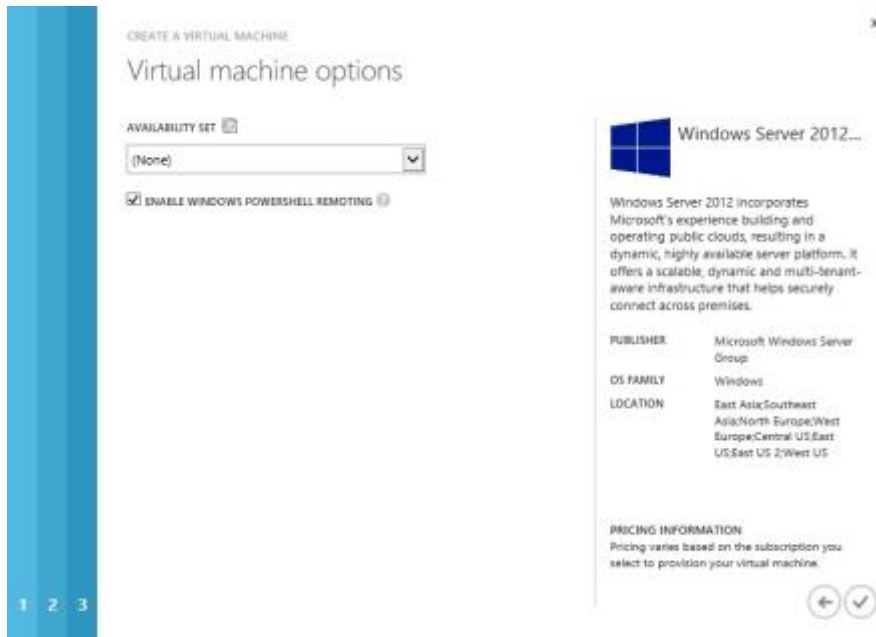 CREATE A VIRTUAL MACHINE
Virtual machine options
AVAILABILITY SET
(None)
ENABLE WINDOWS POWERSHELL REMOTING
Windows Server 2012...
Windows Server 2012 incorporates
Microsoft's experience building and
operating public clouds, resulting in a
dynamic, highly available server platform. It
offers a scalable, dynamic and multi-tenant-
aware infrastructure that helps securely
connect across premises.
PUBLISHER Microsoft Windows Server
Group
OS FAMILY Windows
LOCATION East Asia;Southeast
Asia;North Europe;West
Europe;Central US;East
US;East US 2;West US
PRICING INFORMATION
Pricing varies based on the subscription you
select to provision your virtual machine.
1 2 3